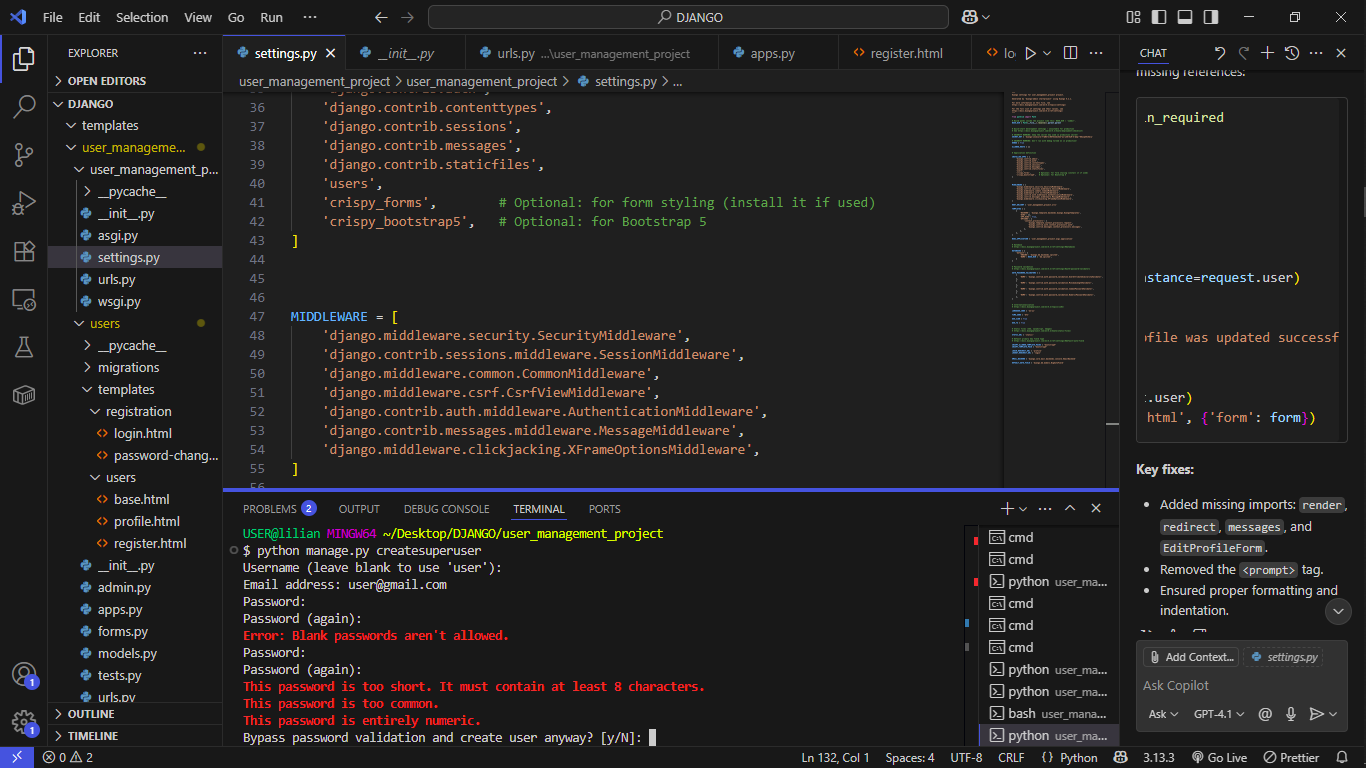 File Edit Selection View Go Run ··· DJANGO
EXPLORER ···
OPEN EDITORS
DJANGO
templates
user_manageme...
user_management_p...
__pycache__
__init__.py
asgi.py
settings.py
urls.py
wsgi.py
users
__pycache__
migrations
templates
registration
login.html
password-chang...
users
base.html
profile.html
register.html
__init__.py
admin.py
apps.py
forms.py
models.py
tests.py
urls.py
OUTLINE
TIMELINE
1
1
settings.py __init__.py urls.py ...\user_management_project apps.py register.html lo
user_management_project > user_management_project > settings.py > ...
36 'django.contrib.contenttypes',
37 'django.contrib.sessions',
38 'django.contrib.messages',
39 'django.contrib.staticfiles',
40 'users',
41 'crispy_forms', # Optional: for form styling (install it if used)
42 'crispy_bootstrap5', # Optional: for Bootstrap 5
43 ]
44
45
46
47 MIDDLEWARE = [
48 'django.middleware.security.SecurityMiddleware',
49 'django.contrib.sessions.middleware.SessionMiddleware',
50 'django.middleware.common.CommonMiddleware',
51 'django.middleware.csrf.CsrfViewMiddleware',
52 'django.contrib.auth.middleware.AuthenticationMiddleware',
53 'django.contrib.messages.middleware.MessageMiddleware',
54 'django.middleware.clickjacking.XFrameOptionsMiddleware',
55 ]
56
PROBLEMS 2 OUTPUT DEBUG CONSOLE TERMINAL PORTS
USER@lilian MINGW64 ~/Desktop/DJANGO/user_management_project
$ python manage.py createsuperuser
Username (leave blank to use 'user'):
Email address: user@gmail.com
Password:
Password (again):
Error: Blank passwords aren't allowed.
Password:
Password (again):
This password is too short. It must contain at least 8 characters.
This password is too common.
This password is entirely numeric.
Bypass password validation and create user anyway? [y/N]:
cmd
cmd
python user_ma...
cmd
cmd
cmd
python user_ma...
python user_ma...
bash user_mana...
python user_ma...
CHAT
missing references:
in_required
nstance=request.user)
ofile was updated successf
t.user)
html', {'form': form})
Key fixes:
Added missing imports: render,
redirect, messages, and
EditProfileForm.
Removed the <prompt> tag.
Ensured proper formatting and
indentation.
Add Context... settings.py
Ask Copilot
Ask GPT-4.1
0 2 Ln 132, Col 1 Spaces: 4 UTF-8 CRLF {} Python 3.13.3 Go Live Prettier